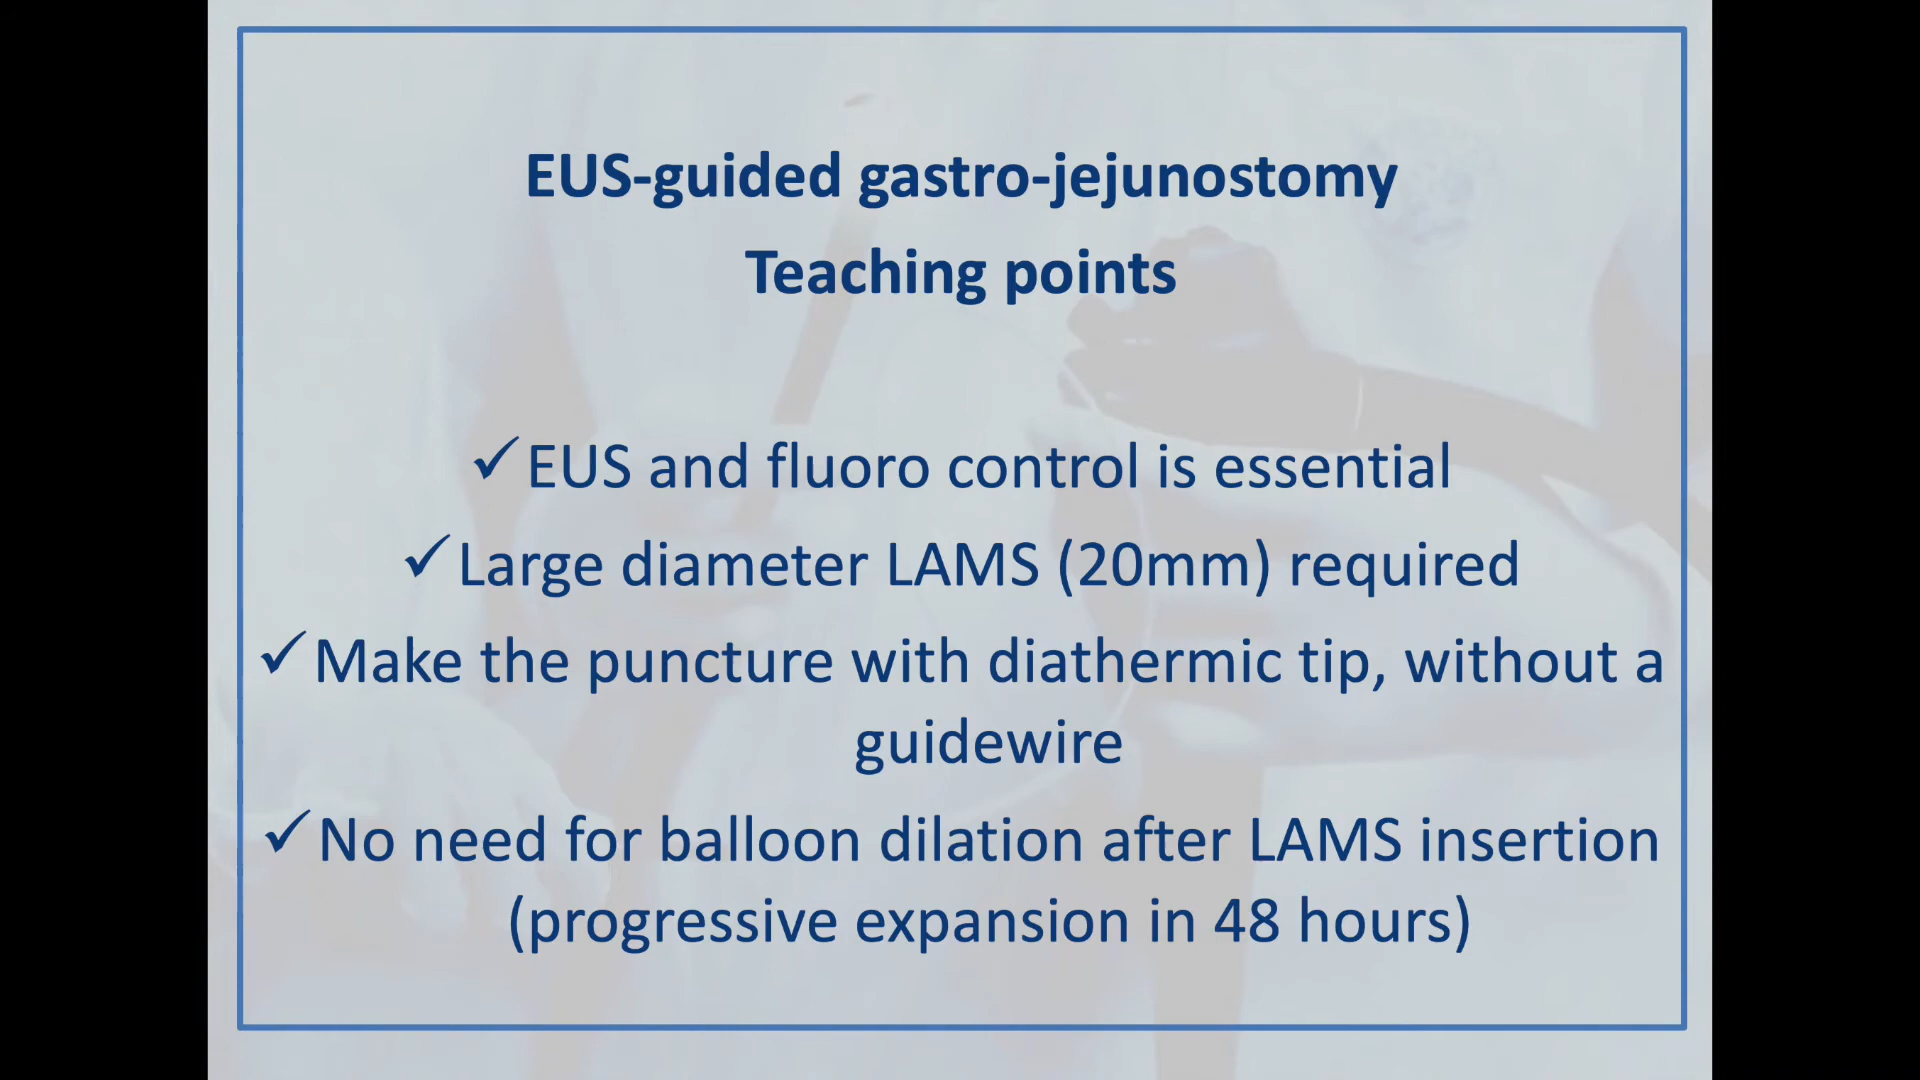 EUS-guided gastro-jejunostomy
Teaching points
✓EUS and fluoro control is essential
✓Large diameter LAMS (20mm) required
✓Make the puncture with diathermic tip, without a
guidewire
✓No need for balloon dilation after LAMS insertion
(progressive expansion in 48 hours)